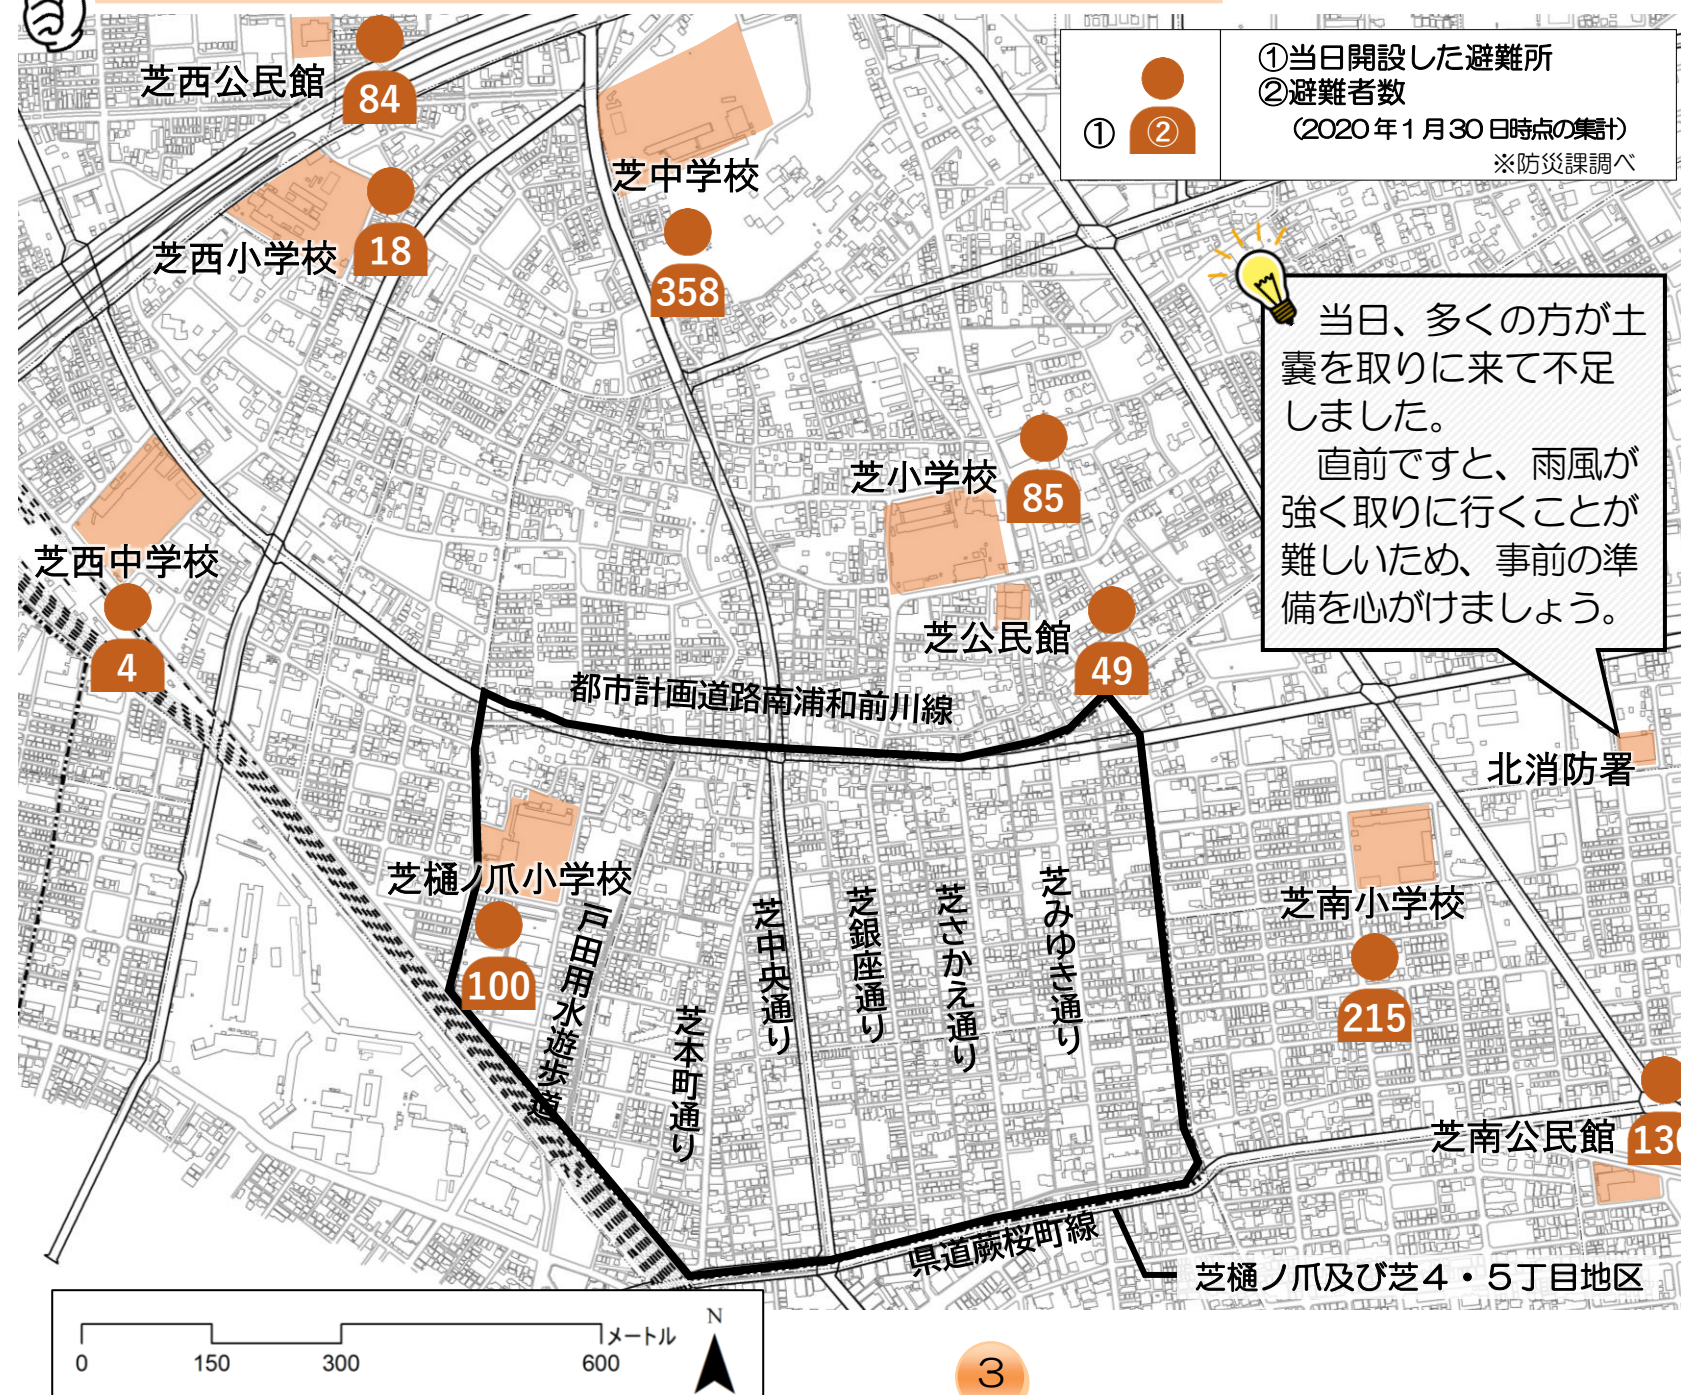 ①当日開設した避難所
②避難者数
(2020年1月30日時点の集計)
※防災課調べ
①
②
芝西公民館
84
芝中学校
358
芝西小学校
18
当日、多くの方が土
嚢を取りに来て不足
しました。
直前ですと、雨風が
強く取りに行くことが
難しいため、事前の準
備を心がけましょう。
芝小学校
85
芝西中学校
4
芝公民館
49
都市計画道路南浦和前川線
北消防署
芝樋ノ爪小学校
100
戸田用水遊歩道
芝本町通り
芝中央通り
芝銀座通り
芝さかえ通り
芝みゆき通り
芝南小学校
215
芝南公民館
県道蕨桜町線
芝樋ノ爪及び芝4・5丁目地区
メートル
0 150 300 600
N
3